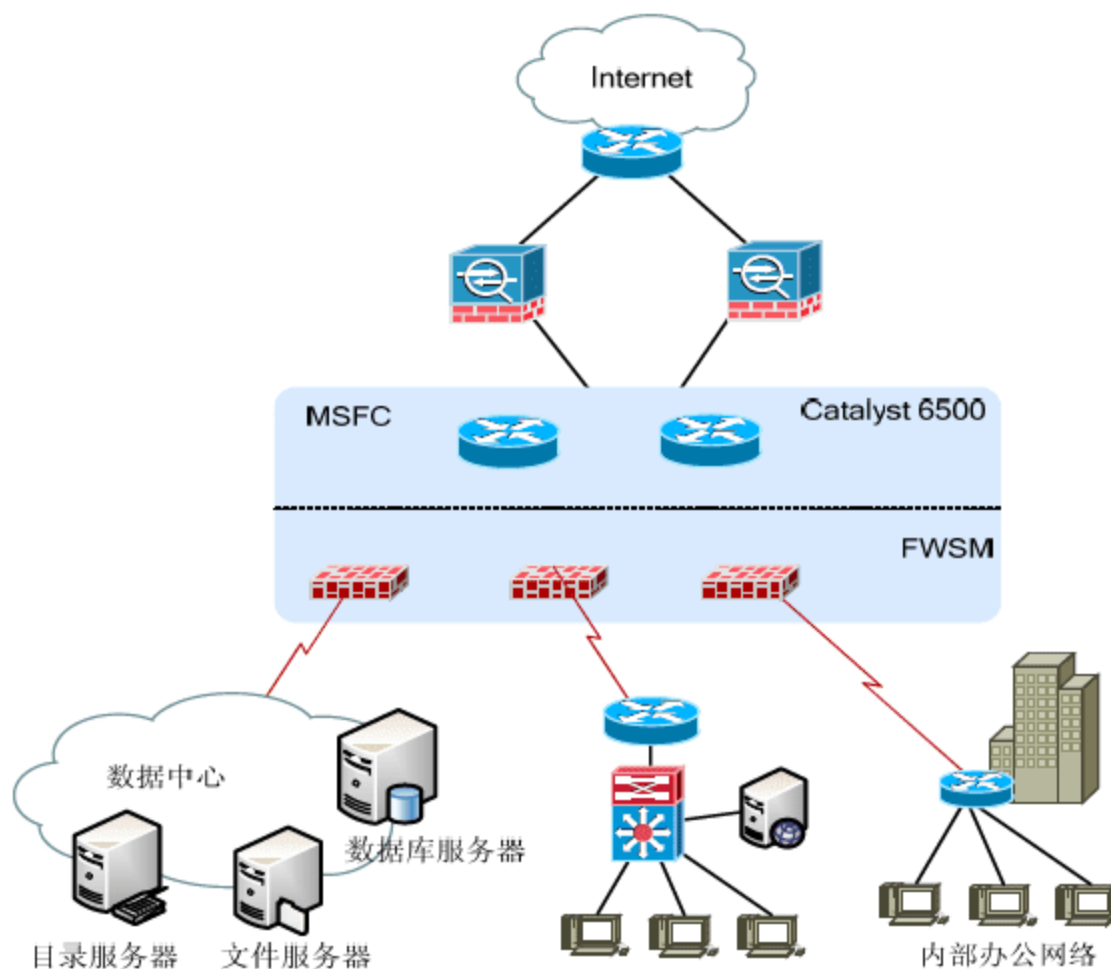 Internet
MSFC
Catalyst 6500
FWSM
数据中心
数据库服务器
目录服务器
文件服务器
内部办公网络